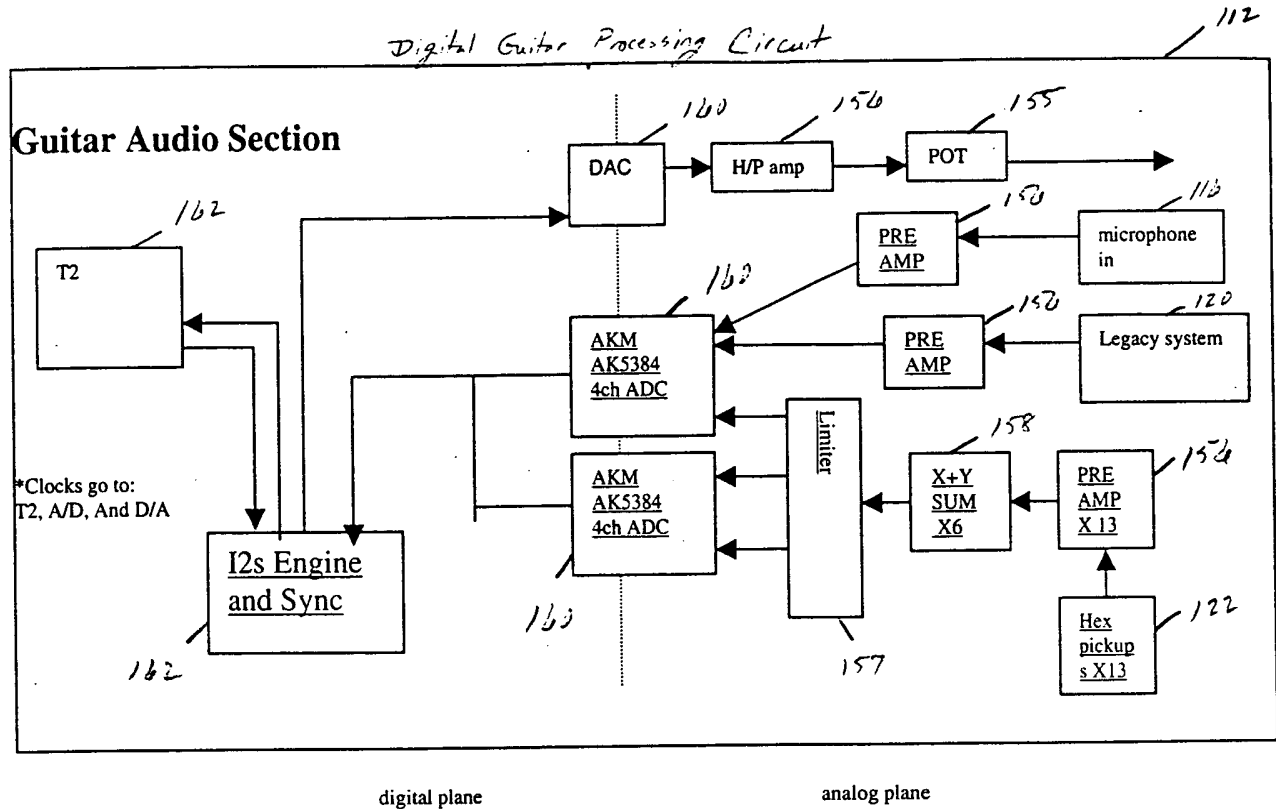 112
Digital Guitar Processing Circuit
Guitar Audio Section
160
156
155
DAC
H/P amp
POT
162
T2
156
116
PRE
AMP
microphone
in
160
156
120
AKM
AK5384
4ch ADC
PRE
AMP
Legacy system
Limiter
158
156
*Clocks go to:
T2, A/D, And D/A
AKM
AK5384
4ch ADC
X+Y
SUM
X6
PRE
AMP
X 13
I2s Engine
and Sync
160
157
122
Hex
pickup
s X13
162
digital plane
analog plane